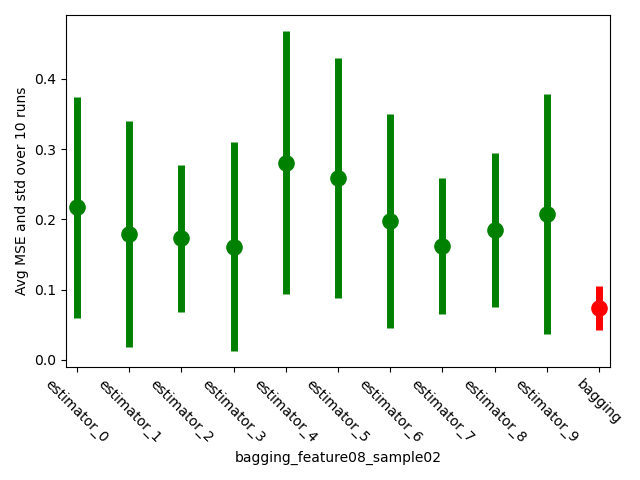 Avg MSE and std over 10 runs
0.4
0.3
0.2
0.1
0.0
estimator_0
estimator_1
estimator_2
estimator_3
estimator_4
estimator_5
estimator_6
estimator_7
estimator_8
estimator_9
bagging
bagging_feature08_sample02